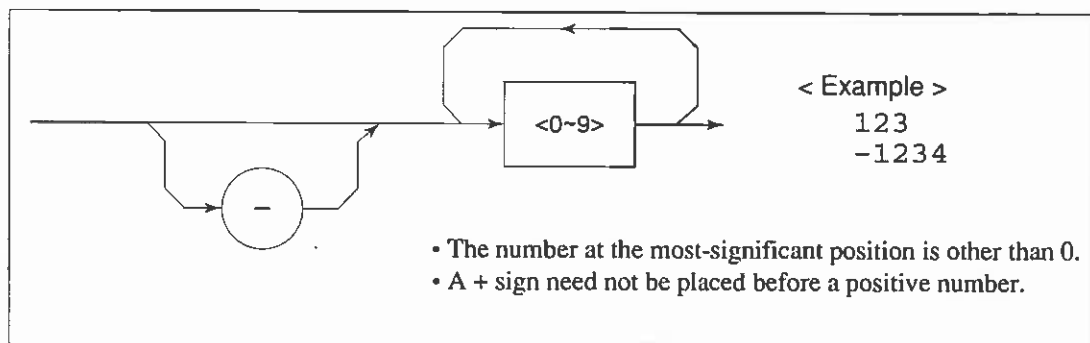 <0~9>
−
< Example >
123
-1234
• The number at the most-significant position is other than 0.
• A + sign need not be placed before a positive number.